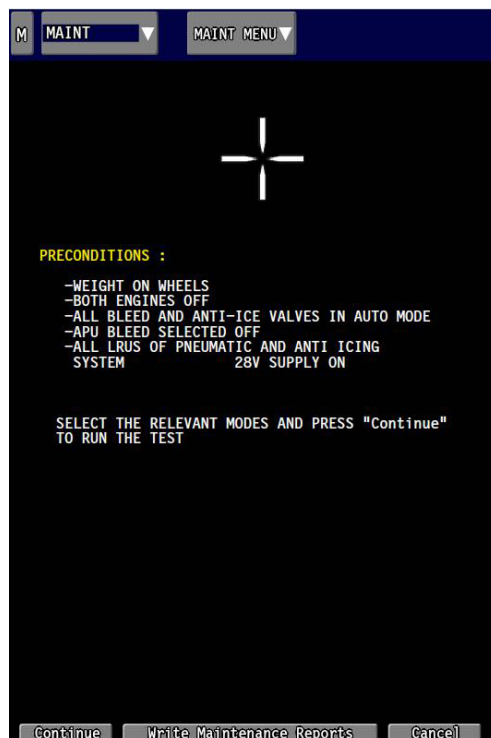 M MAINT MAINT MENU
PRECONDITIONS :
-WEIGHT ON WHEELS
-BOTH ENGINES OFF
-ALL BLEED AND ANTI-ICE VALVES IN AUTO MODE
-APU BLEED SELECTED OFF
-ALL LRUS OF PNEUMATIC AND ANTI ICING
SYSTEM 28V SUPPLY ON
SELECT THE RELEVANT MODES AND PRESS "Continue"
TO RUN THE TEST
Continue Write Maintenance Reports Cancel